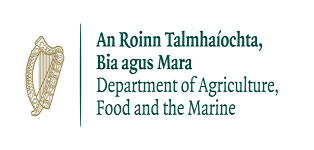 An Roinn Talmhaíochta,
Bia agus Mara
Department of Agriculture,
Food and the Marine